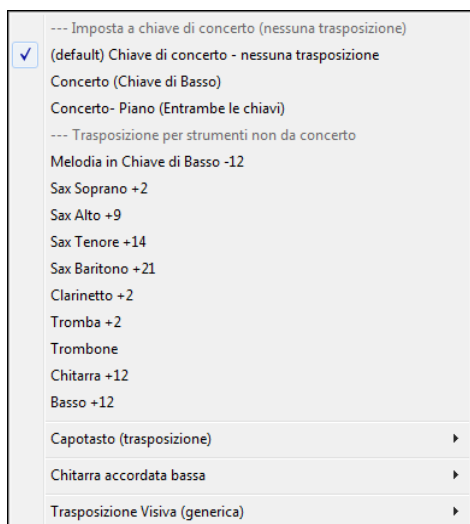 --- Imposta a chiave di concerto (nessuna trasposizione)
(default) Chiave di concerto - nessuna trasposizione
Concerto (Chiave di Basso)
Concerto- Piano (Entrambe le chiavi)
--- Trasposizione per strumenti non da concerto
Melodia in Chiave di Basso -12
Sax Soprano +2
Sax Alto +9
Sax Tenore +14
Sax Baritono +21
Clarinetto +2
Tromba +2
Trombone
Chitarra +12
Basso +12
Capotasto (trasposizione)
Chitarra accordata bassa
Trasposizione Visiva (generica)